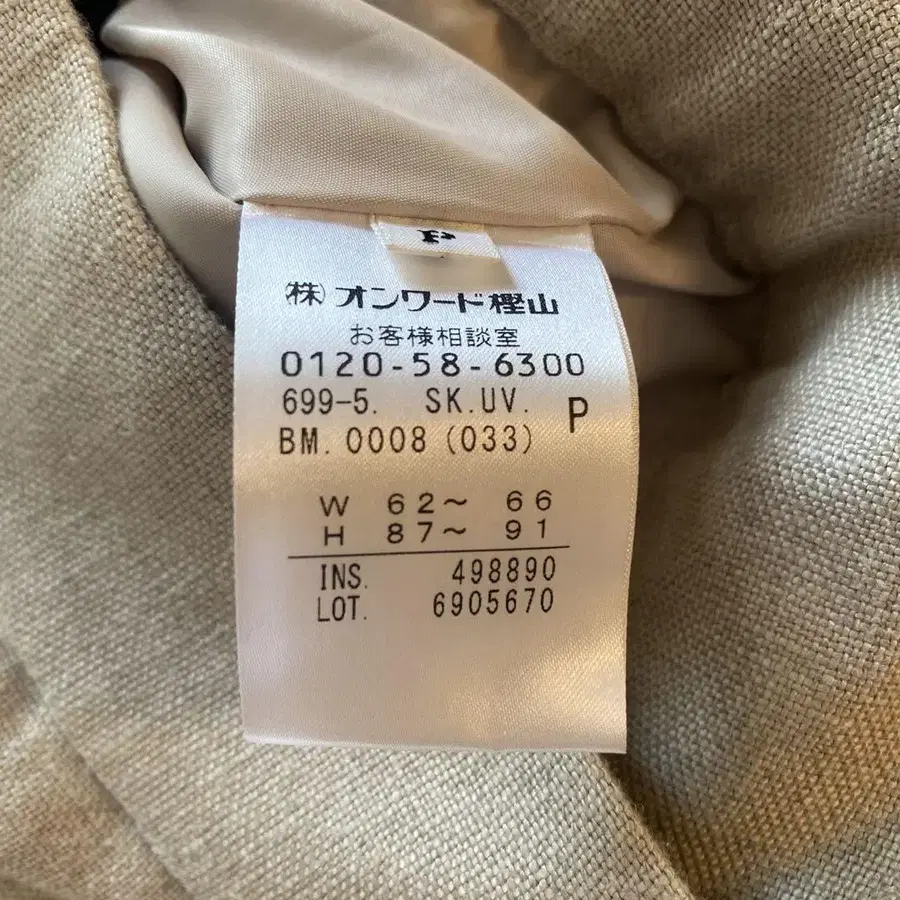 P
(株)オンワード樫山
お客様相談室
0120-58-6300
699-5. SK.UV. P
BM.0008(033)
W 62～ 66
H 87～ 91
INS. 498890
LOT. 6905670